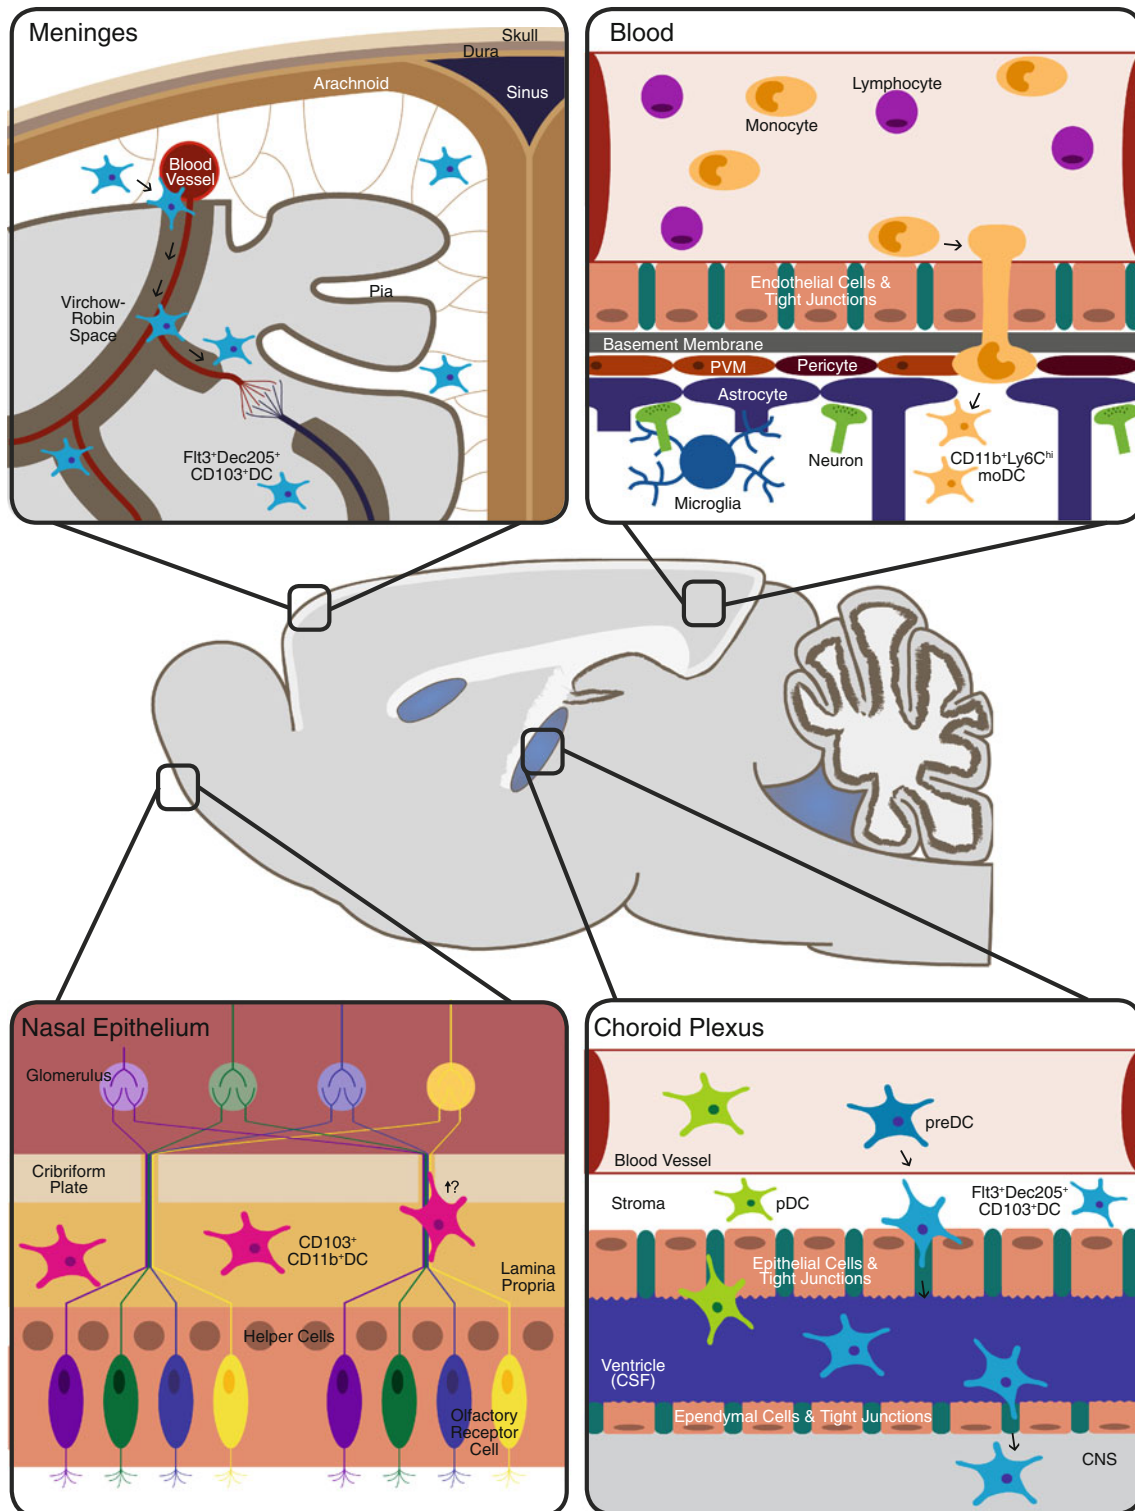 Meninges
Skull
Dura
Arachnoid
Sinus
Blood
Vessel
Virchow-
Robin
Space
Pia
Flt3⁺Dec205⁺
CD103⁺DC
Blood
Lymphocyte
Monocyte
Endothelial Cells &
Tight Junctions
Basement Membrane
PVM
Pericyte
Astrocyte
Neuron
CD11b⁺Ly6Cʰⁱ
moDC
Microglia
Nasal Epithelium
Glomerulus
Cribriform
Plate
↑?
CD103⁺
CD11b⁺DC
Lamina
Propria
Helper Cells
Olfactory
Receptor
Cell
Choroid Plexus
preDC
Blood Vessel
Stroma
pDC
Flt3⁺Dec205⁺
CD103⁺DC
Epithelial Cells &
Tight Junctions
Ventricle
(CSF)
Ependymal Cells & Tight Junctions
CNS